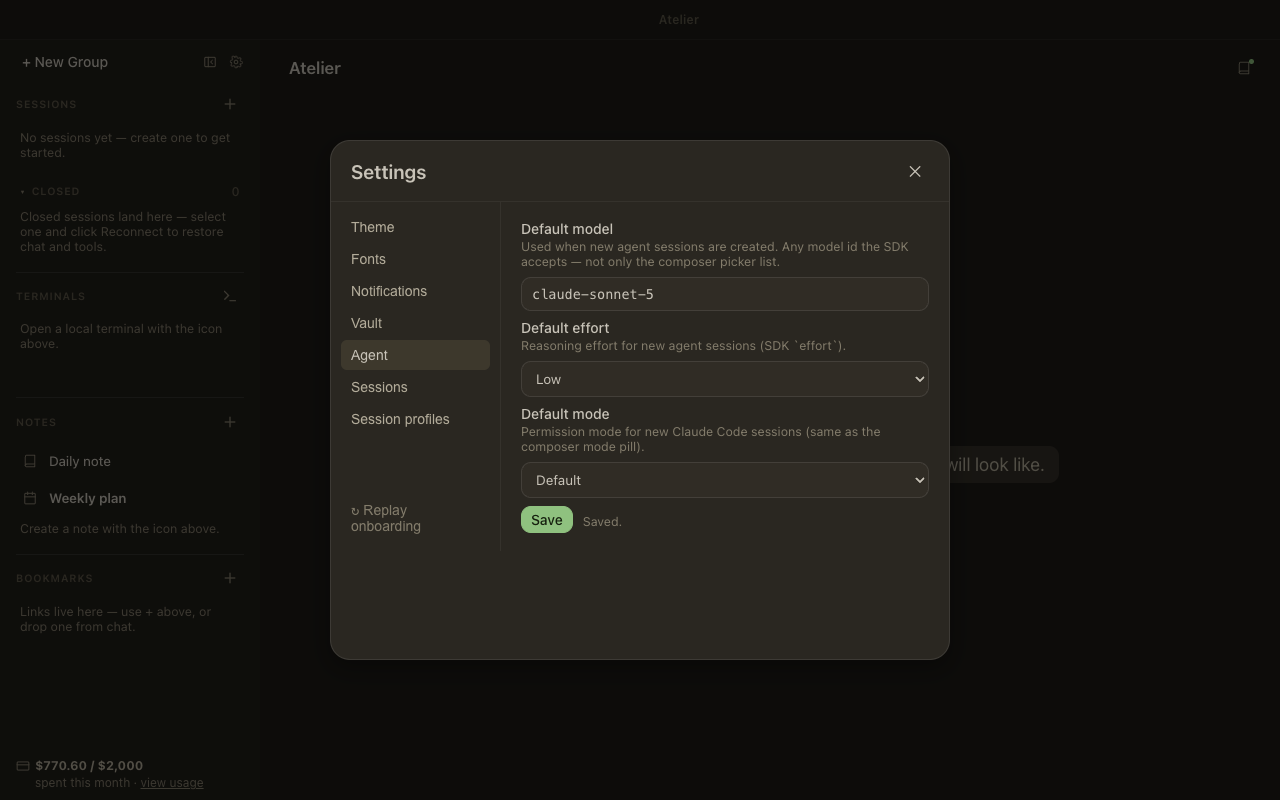 Atelier
+ New Group
Atelier
SESSIONS
No sessions yet — create one to get
started.
• CLOSED 0
Closed sessions land here — select
one and click Reconnect to restore
chat and tools.
TERMINALS
Open a local terminal with the icon
above.
NOTES
Daily note
Weekly plan
Create a note with the icon above.
BOOKMARKS
Links live here — use + above, or
drop one from chat.
$770.60 / $2,000
spent this month · view usage
Settings
Theme
Fonts
Notifications
Vault
Agent
Sessions
Session profiles
↻ Replay
onboarding
Default model
Used when new agent sessions are created. Any model id the SDK
accepts — not only the composer picker list.
claude-sonnet-5
Default effort
Reasoning effort for new agent sessions (SDK `effort`).
Low
Default mode
Permission mode for new Claude Code sessions (same as the
composer mode pill).
Default
Save Saved.
will look like.